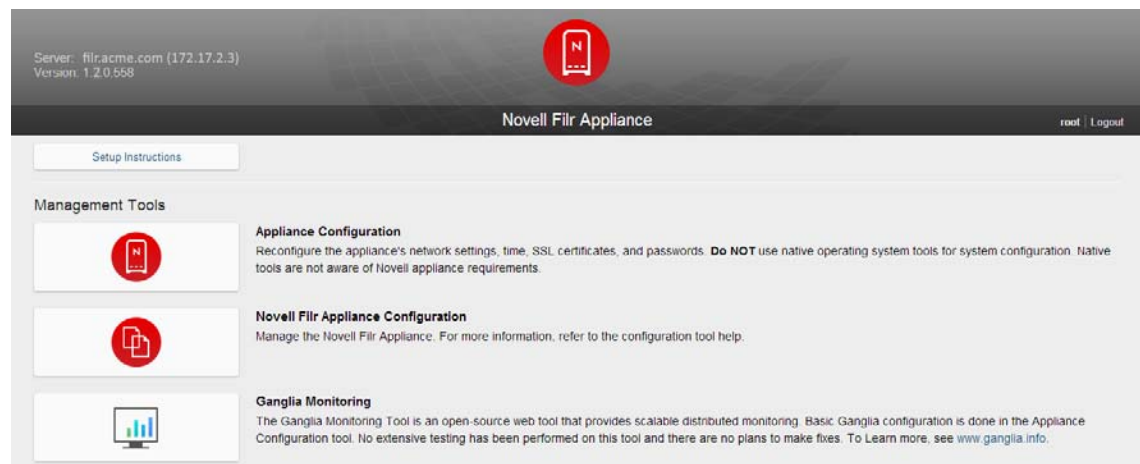 Server: filr.acme.com (172.17.2.3)
Version: 1.2.0.558
N
Novell Filr Appliance
root | Logout
Setup Instructions
Management Tools
N
Appliance Configuration
Reconfigure the appliance's network settings, time, SSL certificates, and passwords. Do NOT use native operating system tools for system configuration. Native
tools are not aware of Novell appliance requirements.
Novell Filr Appliance Configuration
Manage the Novell Filr Appliance. For more information, refer to the configuration tool help.
Ganglia Monitoring
The Ganglia Monitoring Tool is an open-source web tool that provides scalable distributed monitoring. Basic Ganglia configuration is done in the Appliance
Configuration tool. No extensive testing has been performed on this tool and there are no plans to make fixes. To Learn more, see www.ganglia.info.